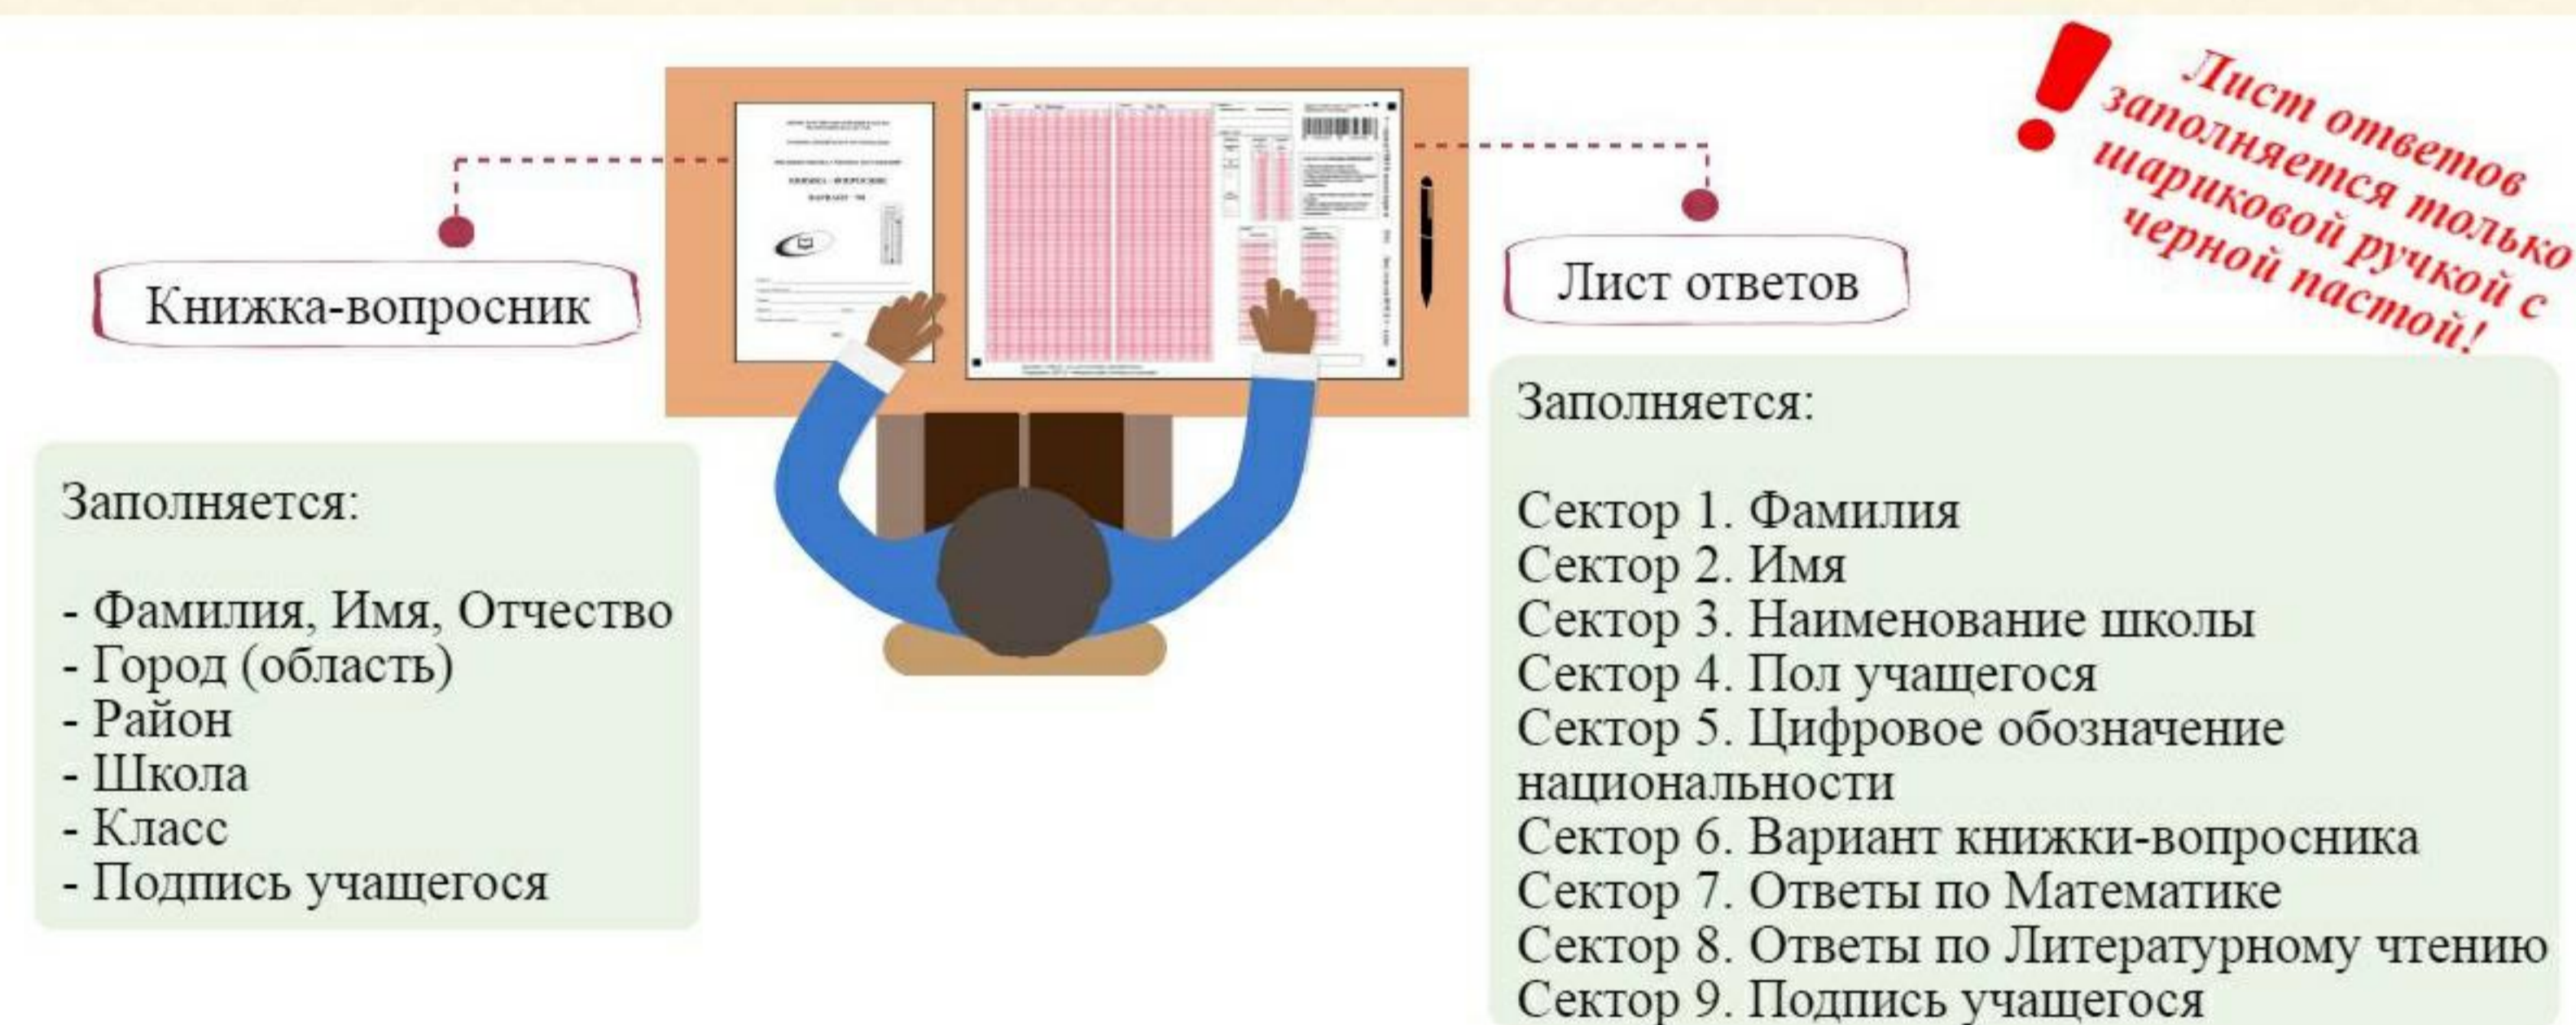 Лист ответов
заполняется только
шариковой ручкой с
черной пастой!
Книжка-вопросник
Лист ответов
Заполняется:
- Фамилия, Имя, Отчество
- Город (область)
- Район
- Школа
- Класс
- Подпись учащегося
Заполняется:
Сектор 1. Фамилия
Сектор 2. Имя
Сектор 3. Наименование школы
Сектор 4. Пол учащегося
Сектор 5. Цифровое обозначение
национальности
Сектор 6. Вариант книжки-вопросника
Сектор 7. Ответы по Математике
Сектор 8. Ответы по Литературному чтению
Сектор 9. Подпись учащегося